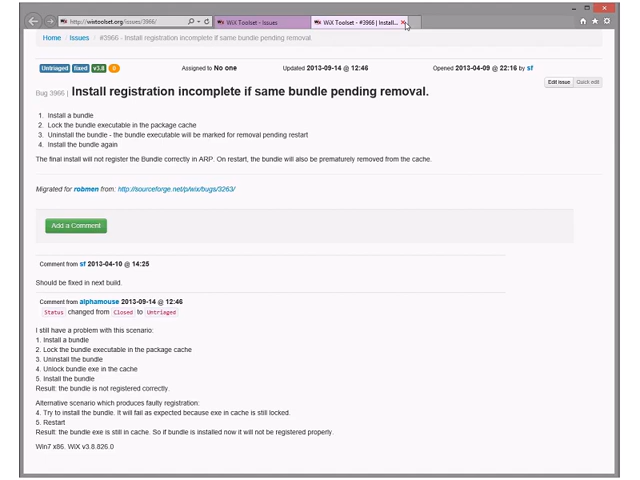 http://wixtoolset.org/issues/3966/
WiX Toolset - Issues
WiX Toolset - #3966 | Install...
Home / Issues / #3966 - Install registration incomplete if same bundle pending removal.
Untriaged fixed v3.8 0 Assigned to No one Updated 2013-09-14 @ 12:46 Opened 2013-04-09 @ 22:16 by sf
Edit issue Quick edit
Bug 3966 | Install registration incomplete if same bundle pending removal.
1. Install a bundle
2. Lock the bundle executable in the package cache
3. Uninstall the bundle - the bundle executable will be marked for removal pending restart
4. Install the bundle again
The final install will not register the Bundle correctly in ARP. On restart, the bundle will also be prematurely removed from the cache.
Migrated for robmen from: http://sourceforge.net/p/wix/bugs/3263/
Add a Comment
Comment from sf 2013-04-10 @ 14:25
Should be fixed in next build.
Comment from alphamouse 2013-09-14 @ 12:46
Status changed from Closed to Untriaged
I still have a problem with this scenario:
1. Install a bundle
2. Lock the bundle executable in the package cache
3. Uninstall the bundle
4. Unlock bundle exe in the cache
5. Install the bundle
Result: the bundle is not registered correctly.
Alternative scenario which produces faulty registration:
4. Try to install the bundle. It will fail as expected because exe in cache is still locked.
5. Restart
Result: the bundle exe is still in cache. So if bundle is installed now it will not be registered properly.
Win7 x86. WiX v3.8.826.0